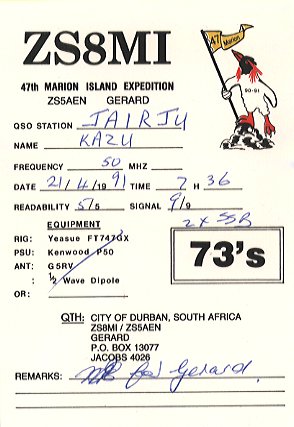 ZS8MI
47
Marion
90-91
47th MARION ISLAND EXPEDITION
ZS5AEN GERARD
QSO STATION JA1RJU
NAME KAZU
FREQUENCY 50 MHZ
DATE 21/4/1991 TIME 7 H 36
READABILITY 5/5 SIGNAL 9/9
2x SSB
EQUIPMENT
RIG: Yeasue FT747GX
PSU: Kenwood P50
ANT: G5RV
: ½ Wave Dipole
OR:
73's
QTH: CITY OF DURBAN, SOUTH AFRICA
ZS8MI / ZS5AEN
GERARD
P.O. BOX 13077
JACOBS 4026
REMARKS: for Gerard.